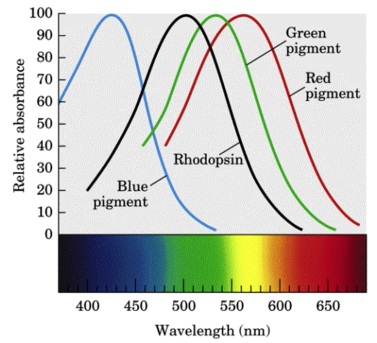 100
90
80
70
60
50
40
30
20
10
0
Relative absorbance
Green
pigment
Red
pigment
Rhodopsin
Blue
pigment
400 450 500 550 600 650
Wavelength (nm)